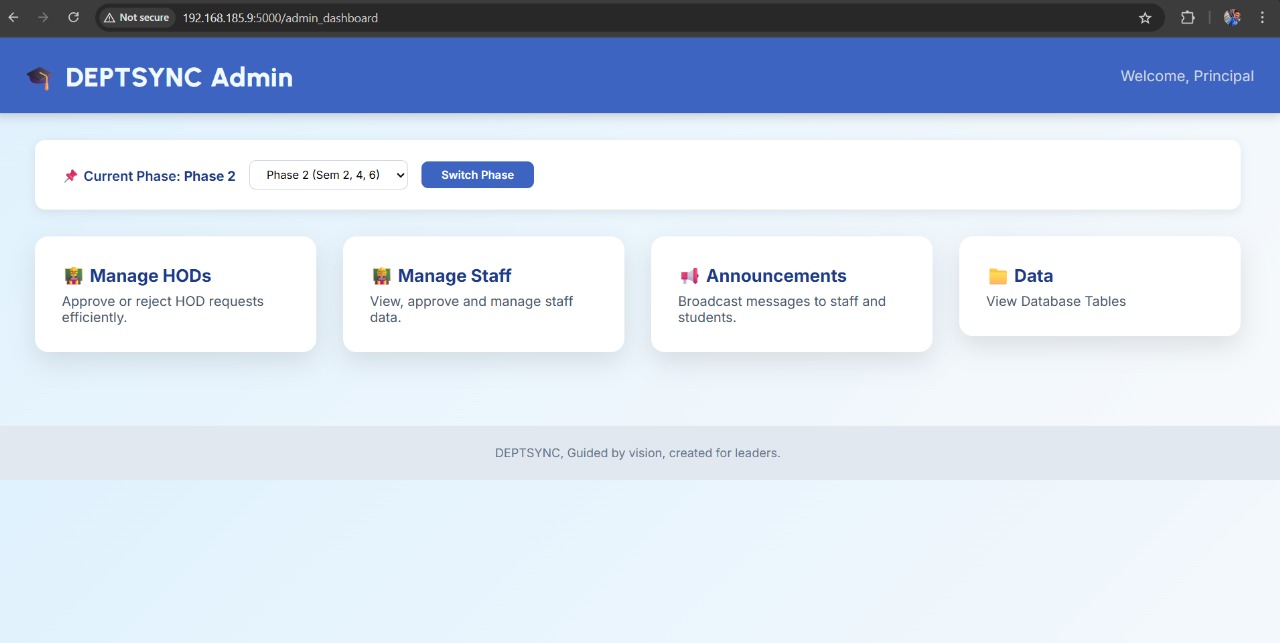 Not secure 192.168.185.9:5000/admin_dashboard
DEPTSYNC Admin
Welcome, Principal
Current Phase: Phase 2
Phase 2 (Sem 2, 4, 6)
Switch Phase
Manage HODs
Approve or reject HOD requests
efficiently.
Manage Staff
View, approve and manage staff
data.
Announcements
Broadcast messages to staff and
students.
Data
View Database Tables
DEPTSYNC, Guided by vision, created for leaders.